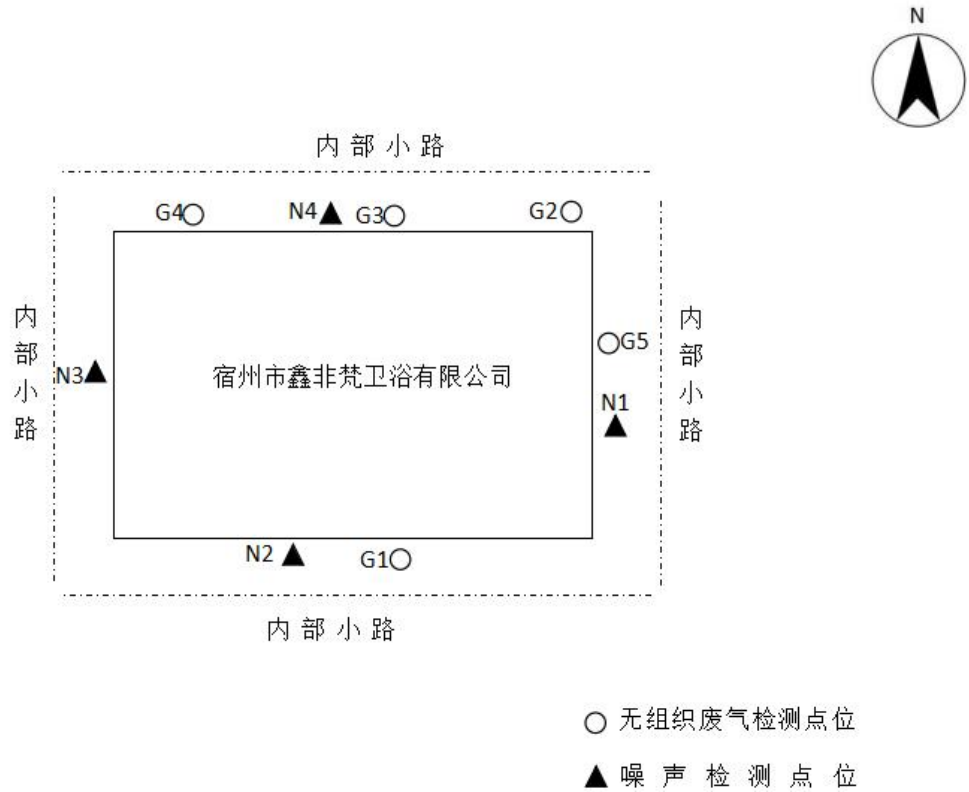 N
内部小路
G4
N4
G3
G2
内部小路
N3
宿州市鑫非梵卫浴有限公司
G5
N1
内部小路
N2
G1
内部小路
无组织废气检测点位
噪声检测点位